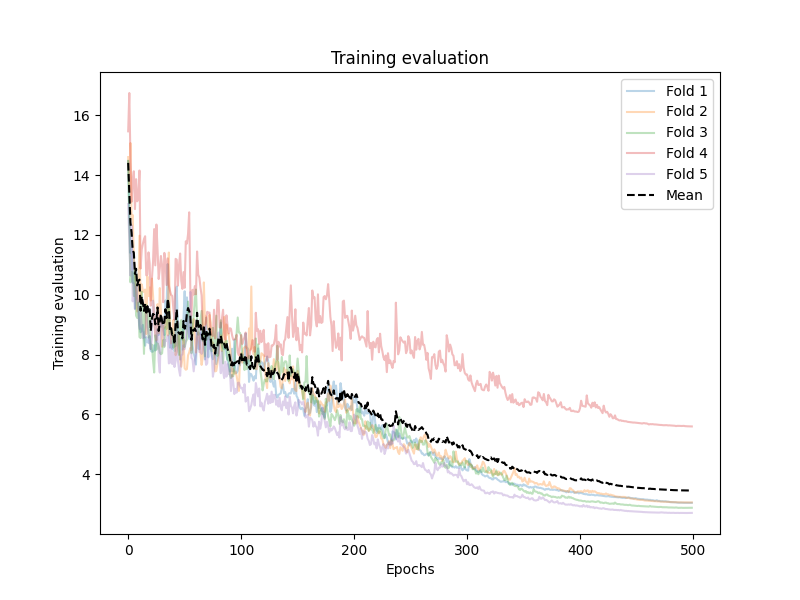 Training evaluation
Fold 1
Fold 2
Fold 3
Fold 4
Fold 5
Mean
Training evaluation
16
14
12
10
8
6
4
0
100
200
300
400
500
Epochs